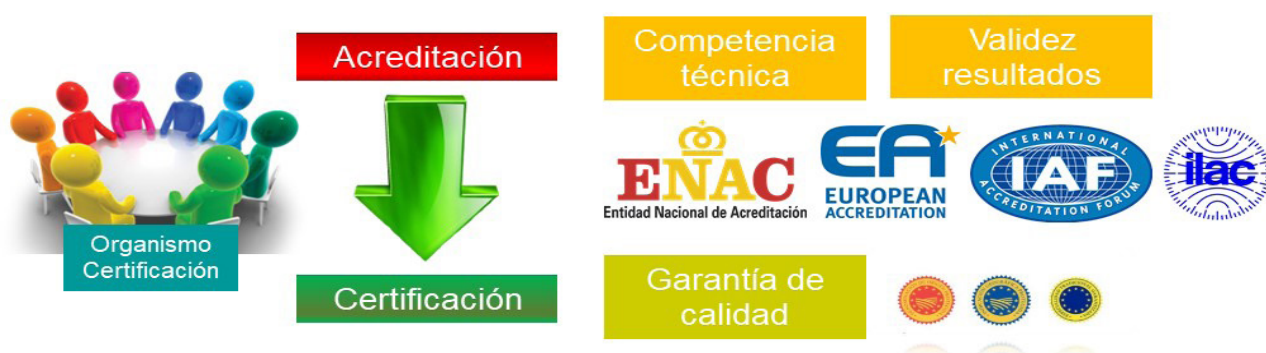 Acreditación
Competencia
técnica
Validez
resultados
ENAC
Entidad Nacional de Acreditación
EA
EUROPEAN
ACCREDITATION
INTERNATIONAL
IAF
ACCREDITATION FORUM
ilac
Organismo
Certificación
Certificación
Garantía de
calidad